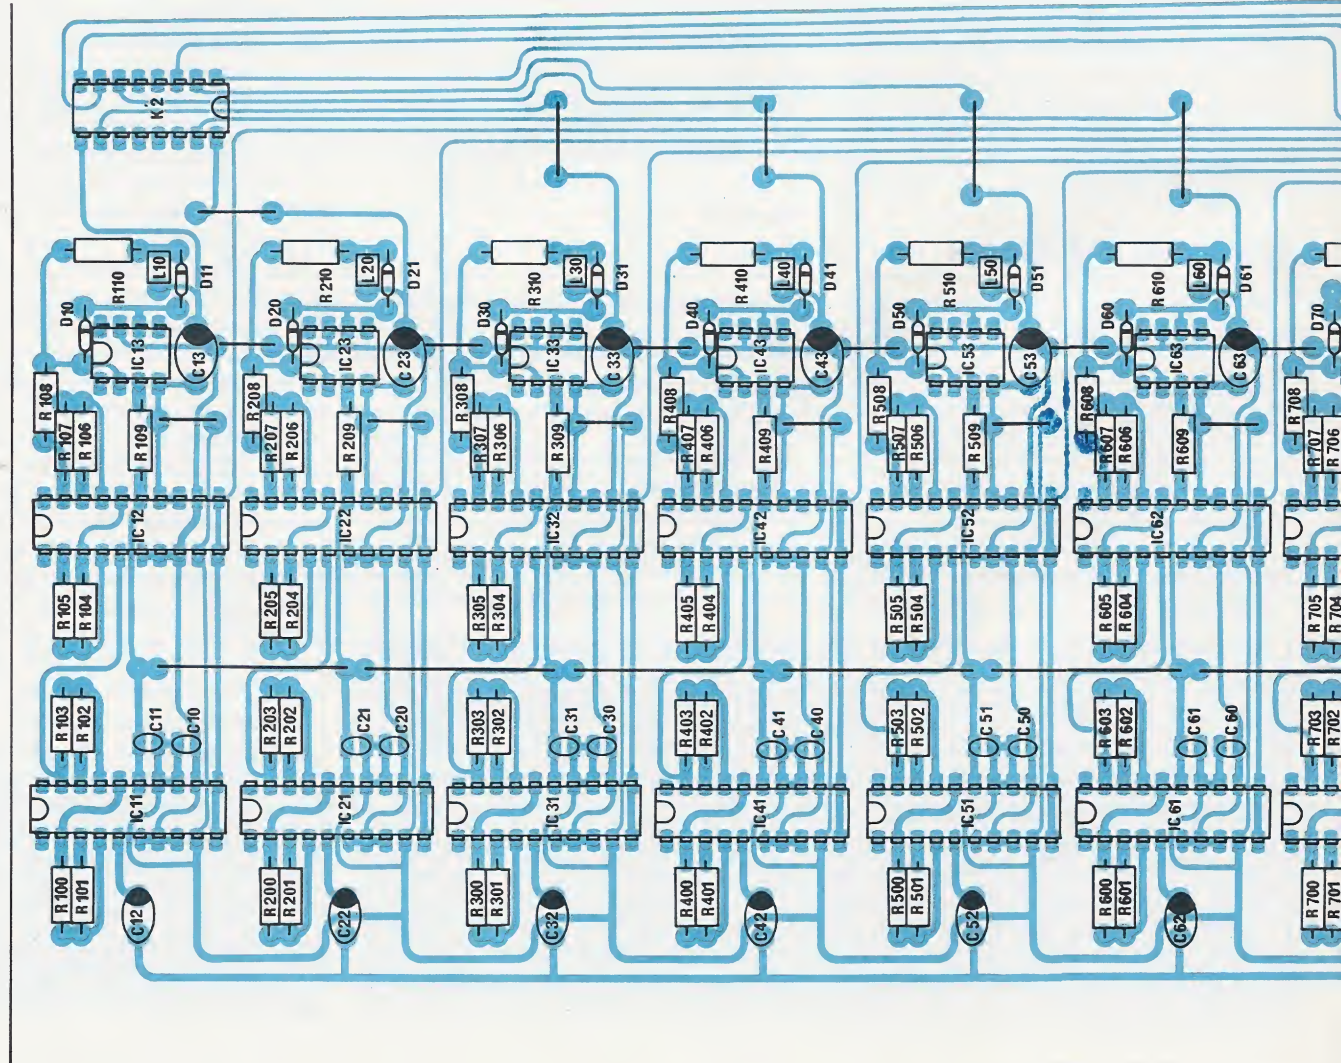 K2
R110 L10 D11 R210 L20 D21 R310 L30 D31 R410 L40 D41 R510 L50 D51 R610 L60 D61
D10 D20 D30 D40 D50 D60 D70
IC13 C13 IC23 C23 IC33 C33 IC43 C43 IC53 C53 IC63 C63
R108 R208 R308 R408 R508 R608 R708
R107 R106 R109 R207 R206 R209 R307 R306 R309 R407 R406 R409 R507 R506 R509 R607 R606 R609 R707 R706
IC12 IC22 IC32 IC42 IC52 IC62
R105 R104 R205 R204 R305 R304 R405 R404 R505 R504 R605 R604 R705 R704
R103 R102 C11 C10 R203 R202 C21 C20 R303 R302 C31 C30 R403 R402 C41 C40 R503 R502 C51 C50 R603 R602 C61 C60 R703 R702
IC11 IC21 IC31 IC41 IC51 IC61
R100 R101 C12 R200 R201 C22 R300 R301 C32 R400 R401 C42 R500 R501 C52 R600 R601 C62 R700 R701